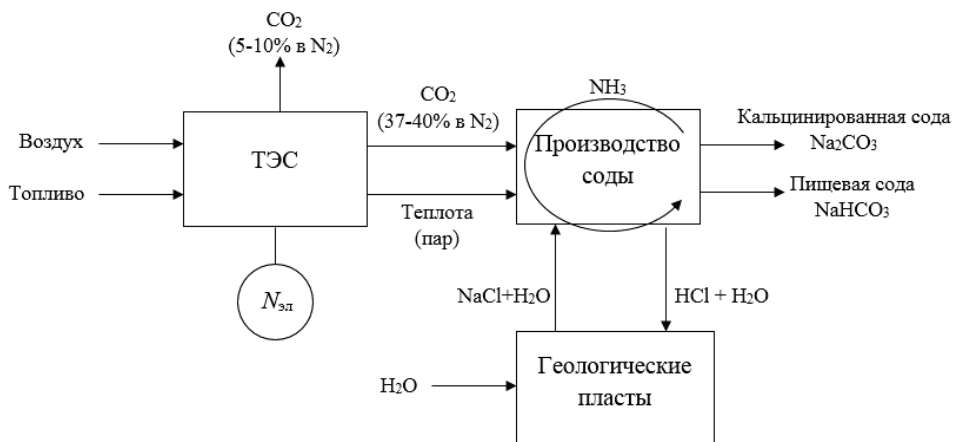 CO₂
(5-10% в N₂)
Воздух
Топливо
ТЭС
CO₂
(37-40% в N₂)
Теплота
(пар)
NH₃
Производство
соды
Кальцинированная сода
Na₂CO₃
Пищевая сода
NaHCO₃
Nэл
NaCl+H₂O
HCl + H₂O
H₂O
Геологические
пласты